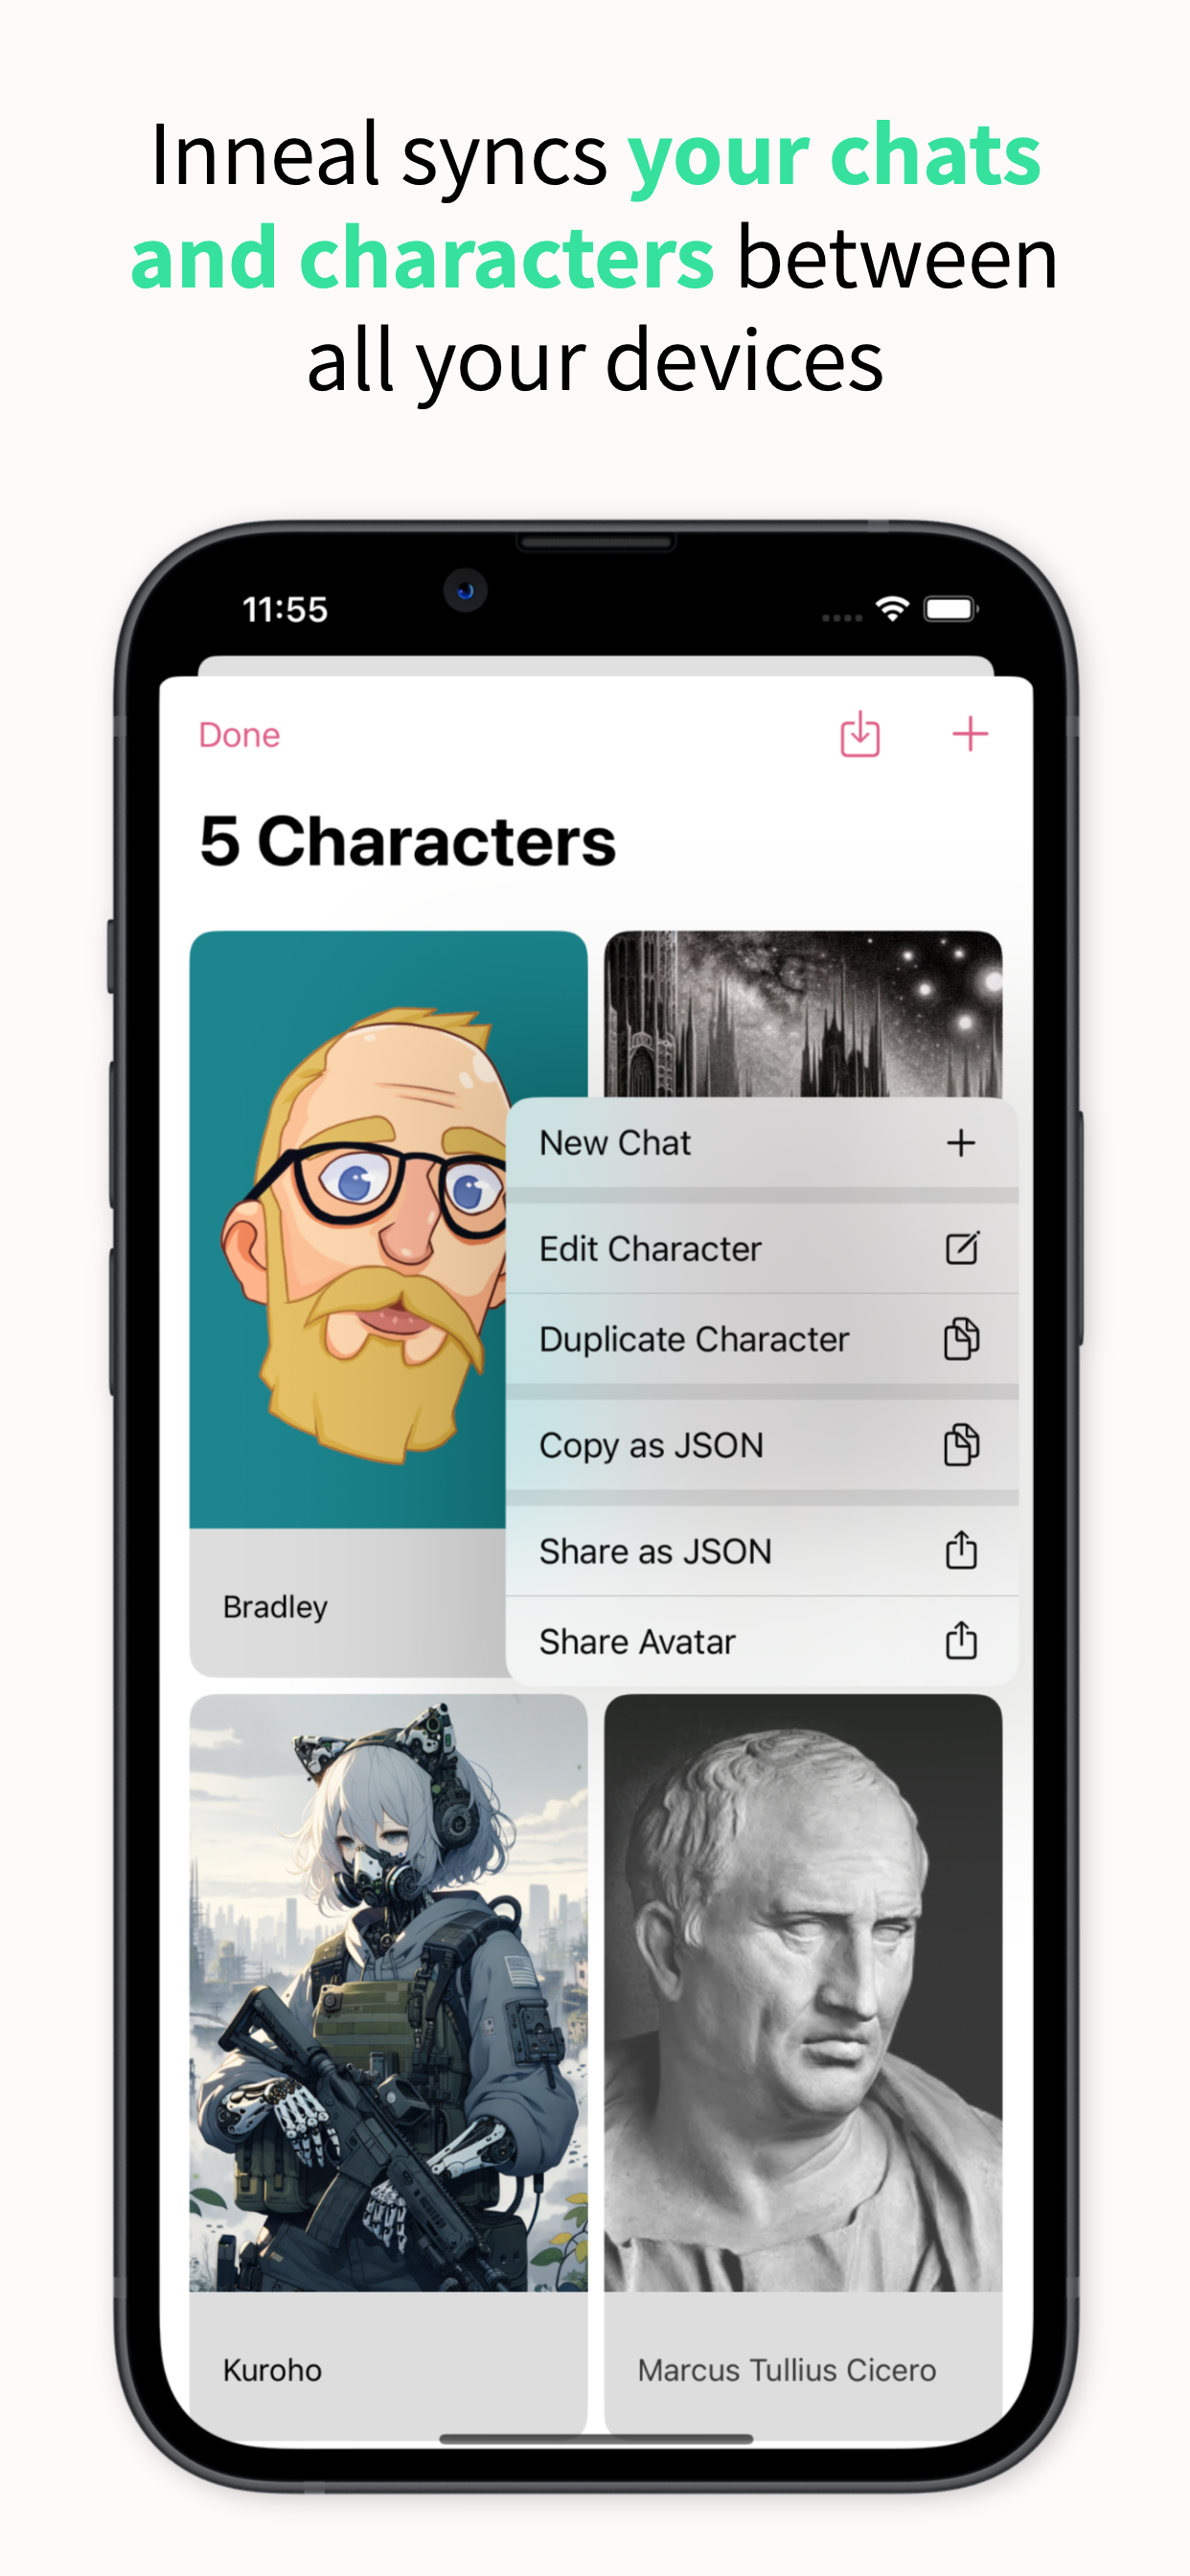 Inneal syncs your chats
and characters between
all your devices
11:55
Done
5 Characters
New Chat
Edit Character
Duplicate Character
Copy as JSON
Share as JSON
Share Avatar
Bradley
Kuroho
Marcus Tullius Cicero